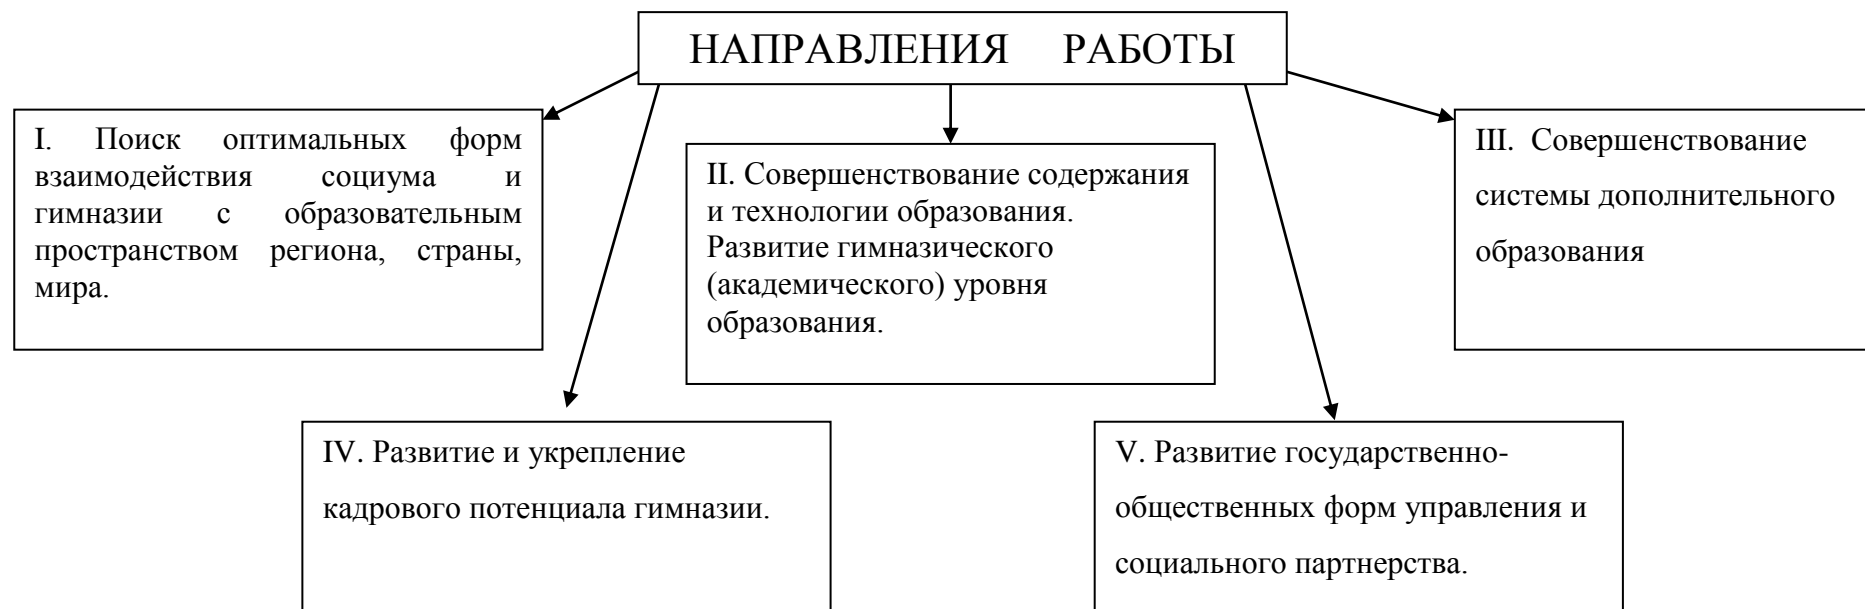 НАПРАВЛЕНИЯ РАБОТЫ
I. Поиск оптимальных форм
взаимодействия социума и
гимназии с образовательным
пространством региона, страны,
мира.
II. Совершенствование содержания
и технологии образования.
Развитие гимназического
(академического) уровня
образования.
III. Совершенствование
системы дополнительного
образования
IV. Развитие и укрепление
кадрового потенциала гимназии.
V. Развитие государственно-
общественных форм управления и
социального партнерства.